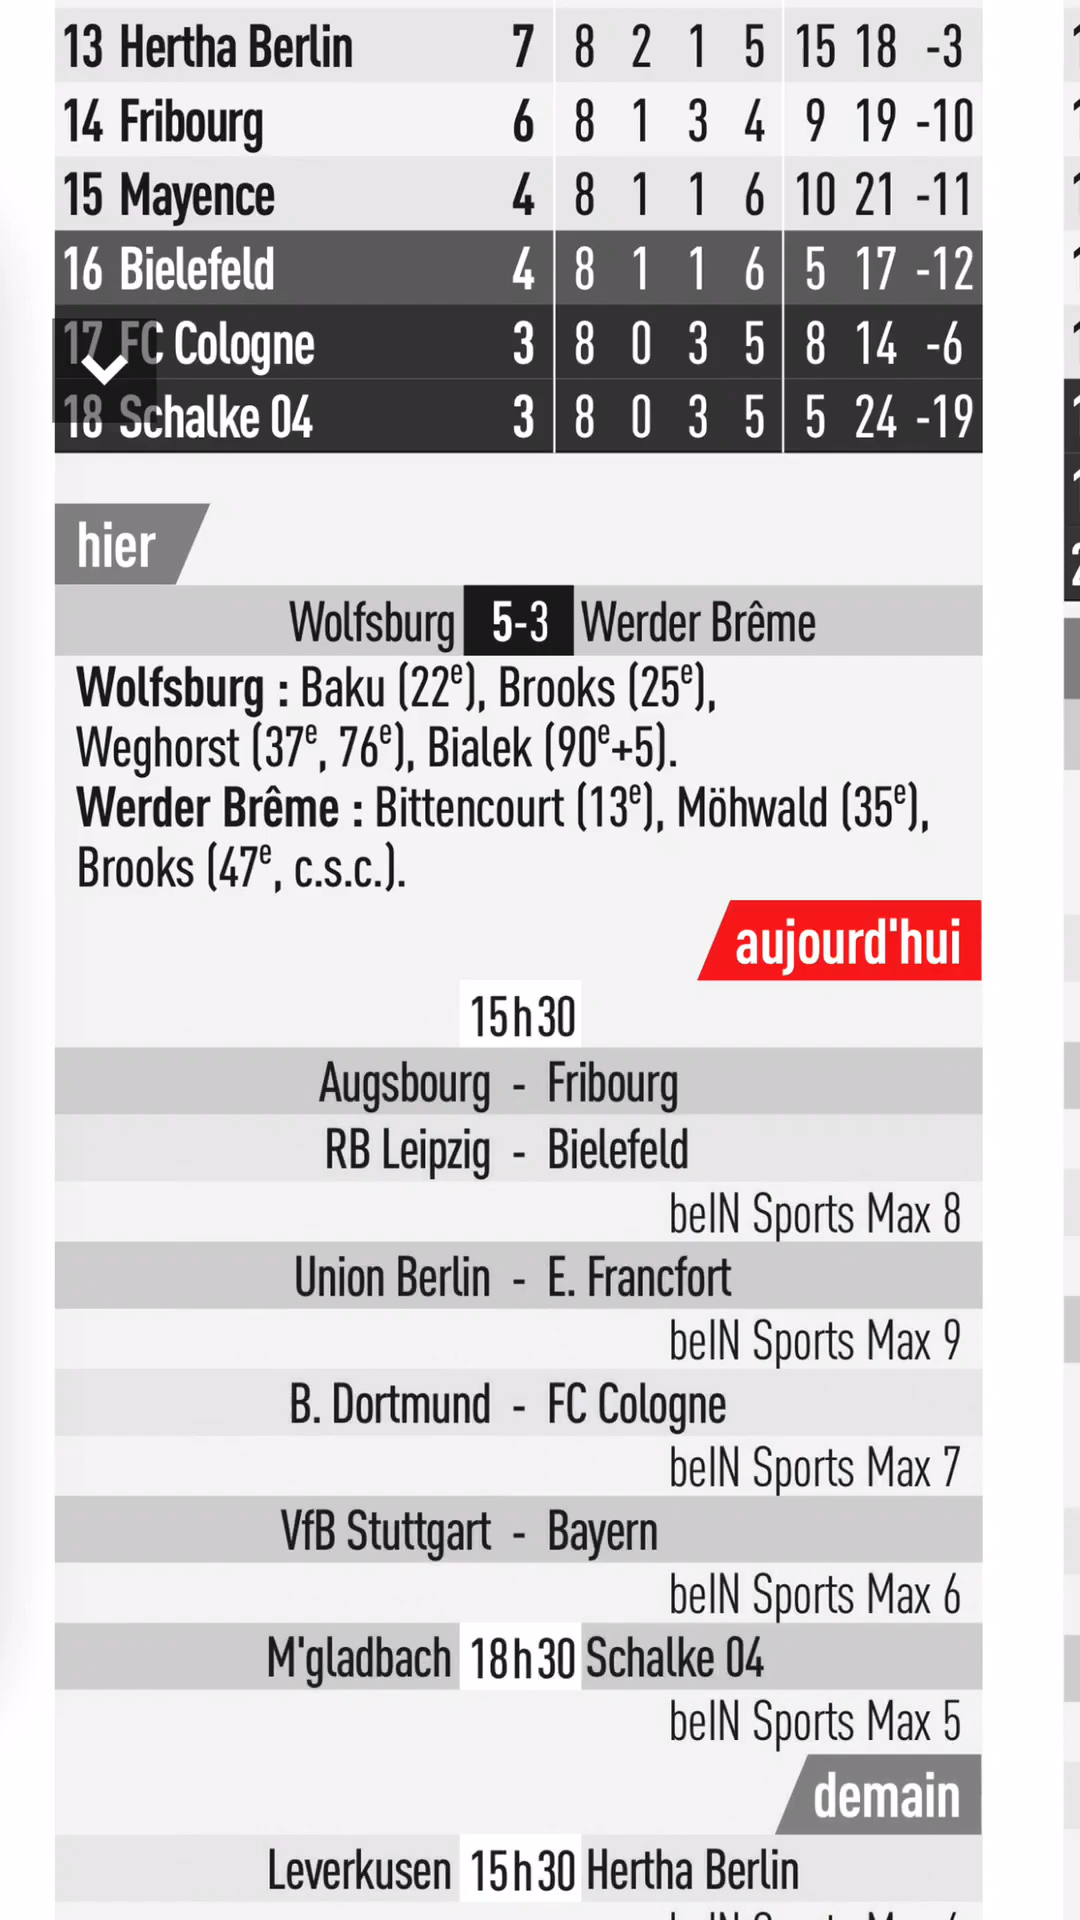 13 Hertha Berlin 7 8 2 1 5 15 18 -3
14 Fribourg 6 8 1 3 4 9 19 -10
15 Mayence 4 8 1 1 6 10 21 -11
16 Bielefeld 4 8 1 1 6 5 17 -12
17 FC Cologne 3 8 0 3 5 8 14 -6
18 Schalke 04 3 8 0 3 5 5 24 -19
hier
Wolfsburg 5-3 Werder Brême
Wolfsburg : Baku (22e), Brooks (25e),
Weghorst (37e, 76e), Bialek (90e+5).
Werder Brême : Bittencourt (13e), Möhwald (35e),
Brooks (47e, c.s.c.).
aujourd'hui
15h30
Augsbourg - Fribourg
RB Leipzig - Bielefeld
beIN Sports Max 8
Union Berlin - E. Francfort
beIN Sports Max 9
B. Dortmund - FC Cologne
beIN Sports Max 7
VfB Stuttgart - Bayern
beIN Sports Max 6
M'gladbach 18h30 Schalke 04
beIN Sports Max 5
demain
Leverkusen 15h30 Hertha Berlin